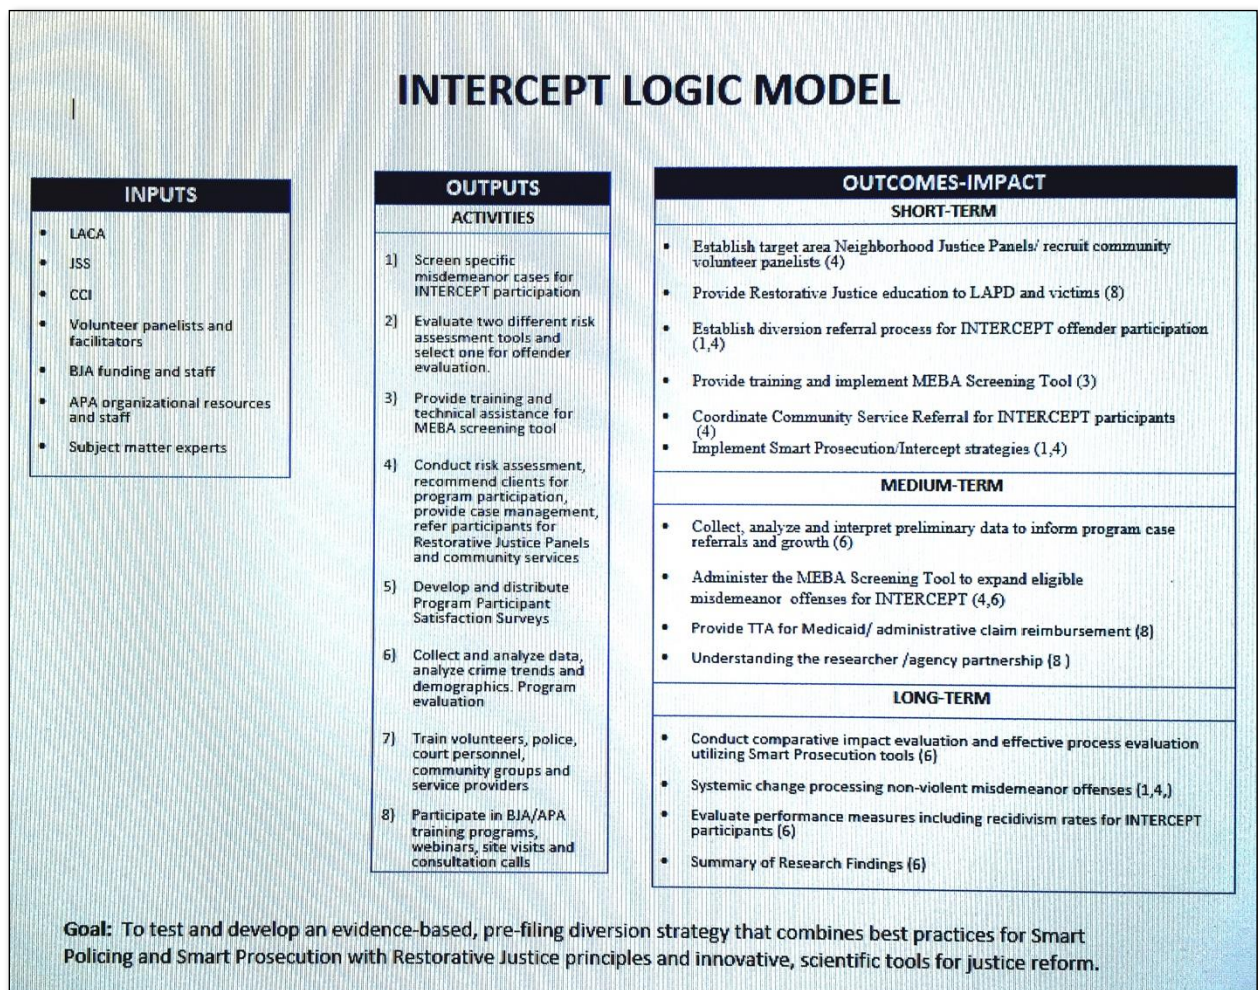 INTERCEPT LOGIC MODEL
INPUTS
• LACA
• JSS
• CCI
• Volunteer panelists and
facilitators
• BJA funding and staff
• APA organizational resources
and staff
• Subject matter experts
OUTPUTS
ACTIVITIES
1) Screen specific
misdemeanor cases for
INTERCEPT participation
2) Evaluate two different risk
assessment tools and
select one for offender
evaluation.
3) Provide training and
technical assistance for
MEBA screening tool
4) Conduct risk assessment,
recommend clients for
program participation,
provide case management,
refer participants for
Restorative Justice Panels
and community services
5) Develop and distribute
Program Participant
Satisfaction Surveys
6) Collect and analyze data,
analyze crime trends and
demographics. Program
evaluation
7) Train volunteers, police,
court personnel,
community groups and
service providers
8) Participate in BJA/APA
training programs,
webinars, site visits and
consultation calls
OUTCOMES-IMPACT
SHORT-TERM
• Establish target area Neighborhood Justice Panels/ recruit community
volunteer panelists (4)
• Provide Restorative Justice education to LAPD and victims (8)
• Establish diversion referral process for INTERCEPT offender participation
(1,4)
• Provide training and implement MEBA Screening Tool (3)
• Coordinate Community Service Referral for INTERCEPT participants
(4)
• Implement Smart Prosecution/Intercept strategies (1,4)
MEDIUM-TERM
• Collect, analyze and interpret preliminary data to inform program case
referrals and growth (6)
• Administer the MEBA Screening Tool to expand eligible
misdemeanor offenses for INTERCEPT (4,6)
• Provide TTA for Medicaid/ administrative claim reimbursement (8)
• Understanding the researcher /agency partnership (8 )
LONG-TERM
• Conduct comparative impact evaluation and effective process evaluation
utilizing Smart Prosecution tools (6)
• Systemic change processing non-violent misdemeanor offenses (1,4,)
• Evaluate performance measures including recidivism rates for INTERCEPT
participants (6)
• Summary of Research Findings (6)
Goal: To test and develop an evidence-based, pre-filing diversion strategy that combines best practices for Smart
Policing and Smart Prosecution with Restorative Justice principles and innovative, scientific tools for justice reform.